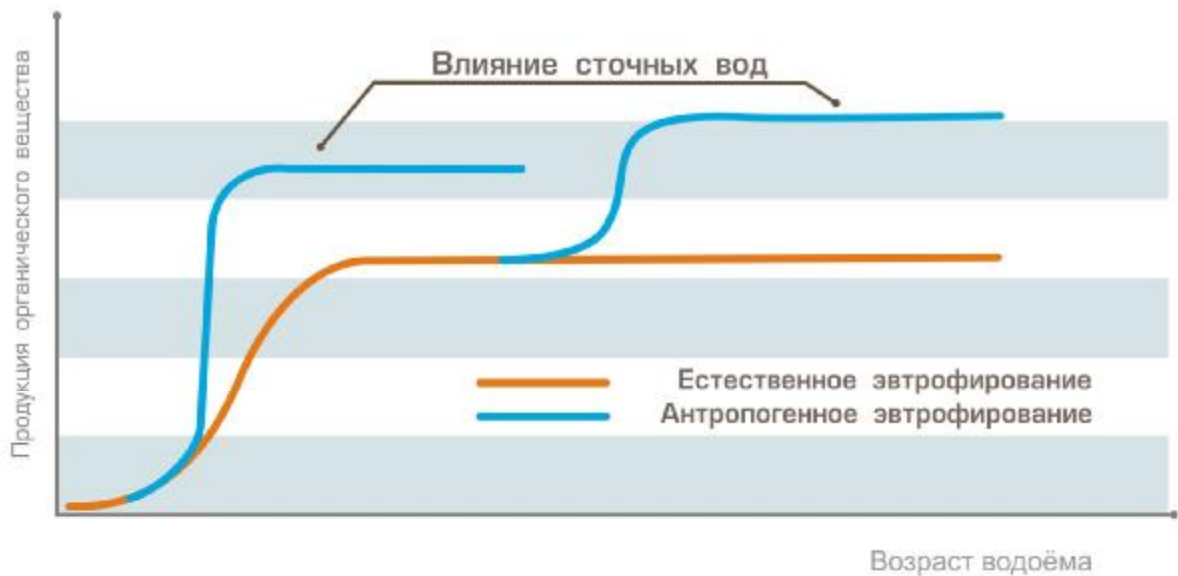 Продукция органического вещества
Влияние сточных вод
Естественное эвтрофирование
Антропогенное эвтрофирование
Возраст водоёма